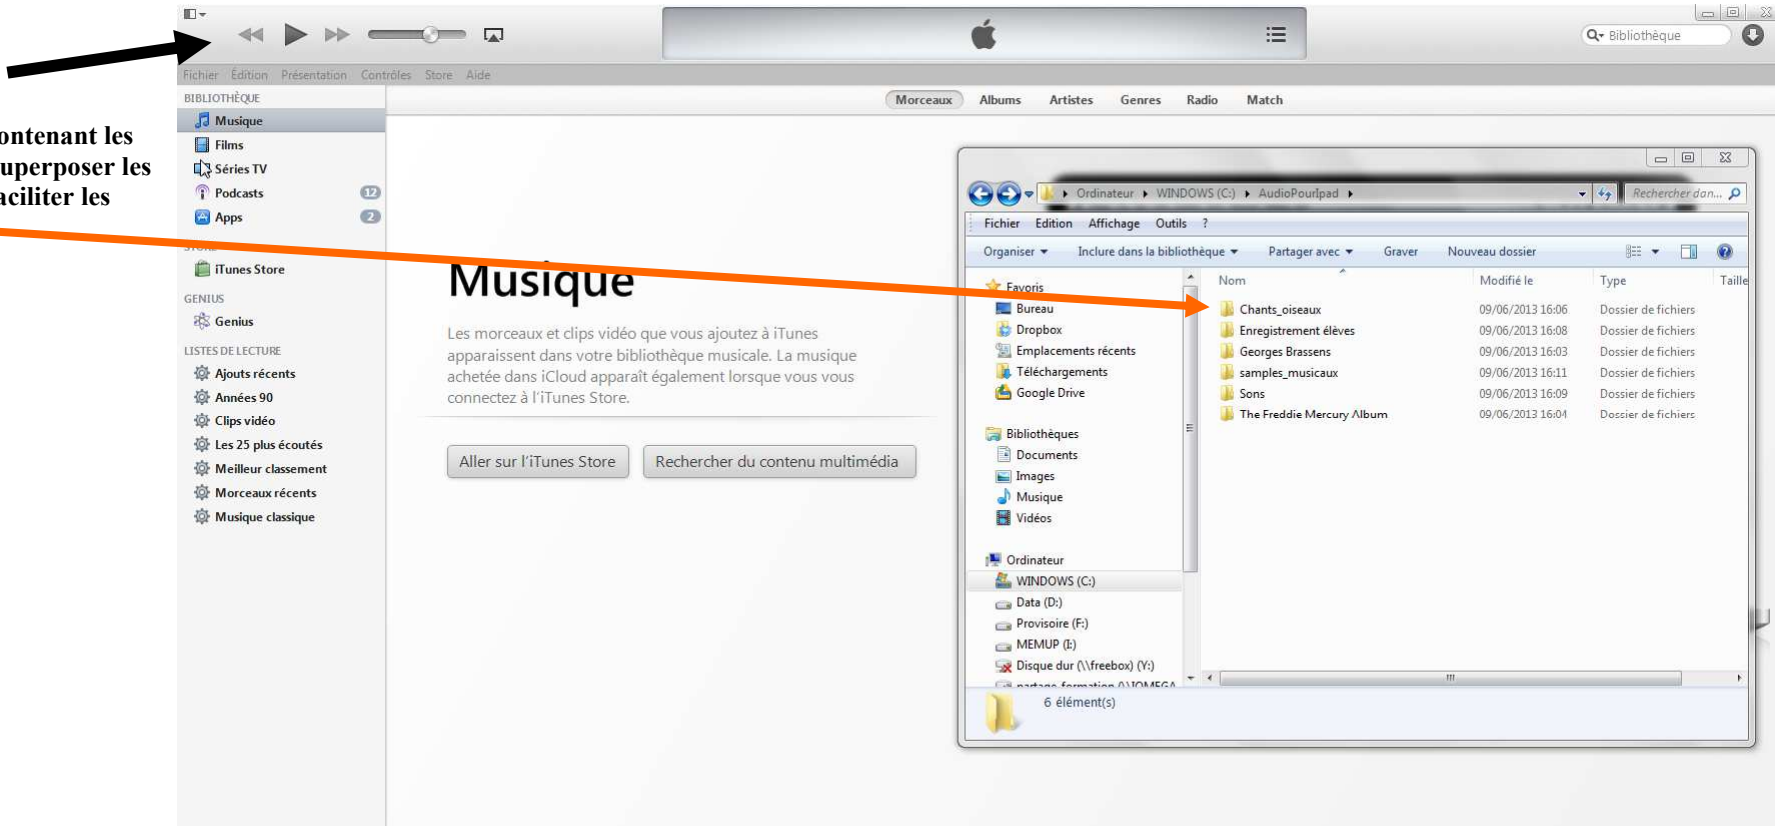 Bibliothèque
Fichier Édition Présentation Contrôles Store Aide
BIBLIOTHÈQUE
Musique
Films
Séries TV
Podcasts 12
Apps 2
iTunes Store
GENIUS
Genius
LISTES DE LECTURE
Ajouts récents
Années 90
Clips vidéo
Les 25 plus écoutés
Meilleur classement
Morceaux récents
Musique classique
ontenant les
uperposer les
aciliter les
Morceaux Albums Artistes Genres Radio Match
Musique
Les morceaux et clips vidéo que vous ajoutez à iTunes
apparaissent dans votre bibliothèque musicale. La musique
achetée dans iCloud apparaît également lorsque vous vous
connectez à l'iTunes Store.
Aller sur l'iTunes Store Rechercher du contenu multimédia
Ordinateur WINDOWS (C:) AudioPourIpad Rechercher dan...
Fichier Edition Affichage Outils ?
Organiser Inclure dans la bibliothèque Partager avec Graver Nouveau dossier
Favoris
Bureau
Dropbox
Emplacements récents
Téléchargements
Google Drive
Bibliothèques
Documents
Images
Musique
Vidéos
Ordinateur
WINDOWS (C:)
Data (D:)
Provisoire (F:)
MEMUP (I:)
Disque dur (\\freebox) (Y:)
Nom Modifié le Type Taille
Chants_oiseaux 09/06/2013 16:06 Dossier de fichiers
Enregistrement élèves 09/06/2013 16:08 Dossier de fichiers
Georges Brassens 09/06/2013 16:03 Dossier de fichiers
samples_musicaux 09/06/2013 16:11 Dossier de fichiers
Sons 09/06/2013 16:09 Dossier de fichiers
The Freddie Mercury Album 09/06/2013 16:04 Dossier de fichiers
6 élément(s)